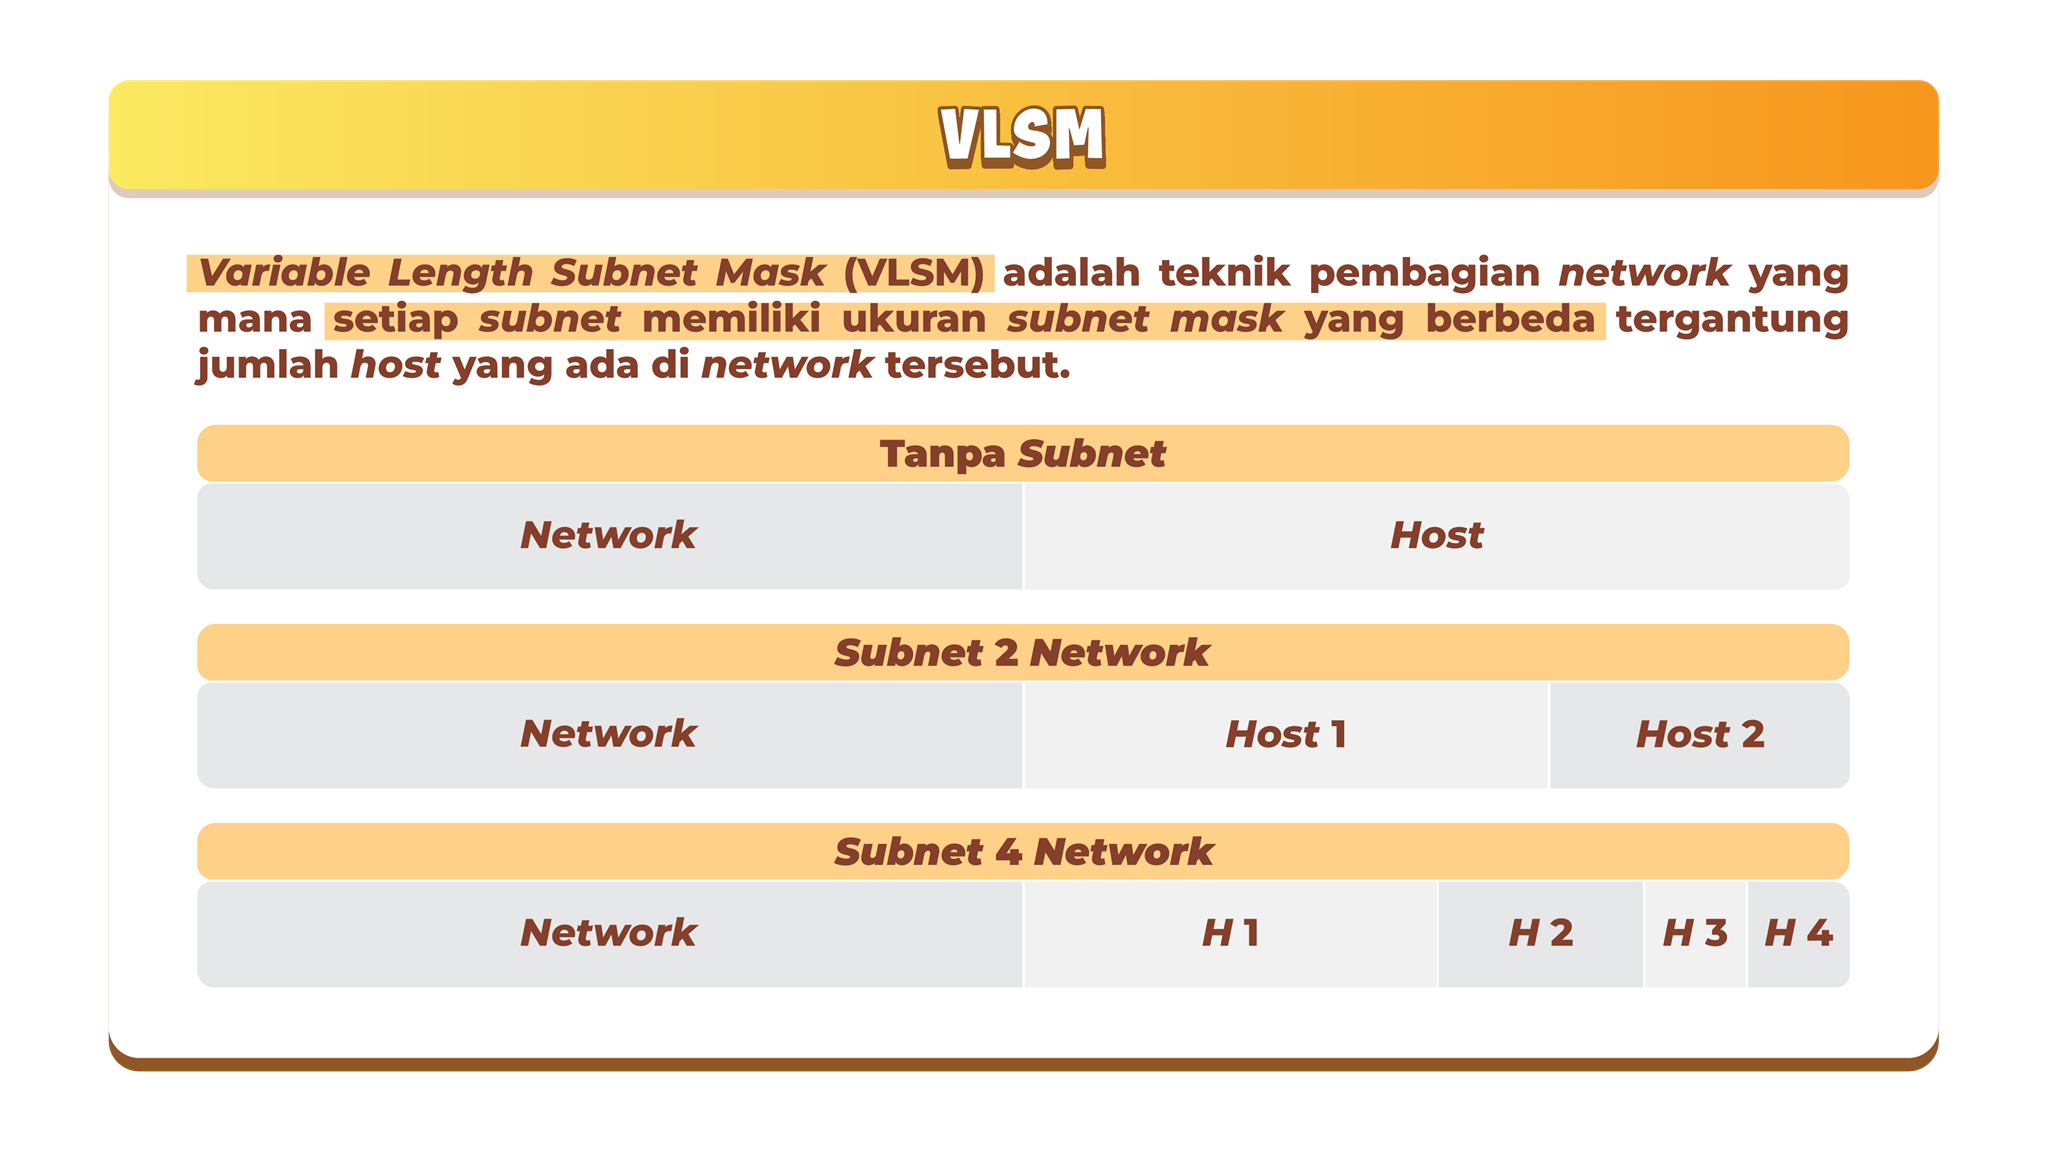 VLSM
Variable Length Subnet Mask (VLSM) adalah teknik pembagian network yang
mana setiap subnet memiliki ukuran subnet mask yang berbeda tergantung
jumlah host yang ada di network tersebut.
Tanpa Subnet
Network Host
Subnet 2 Network
Network Host 1 Host 2
Subnet 4 Network
Network H 1 H 2 H 3 H 4